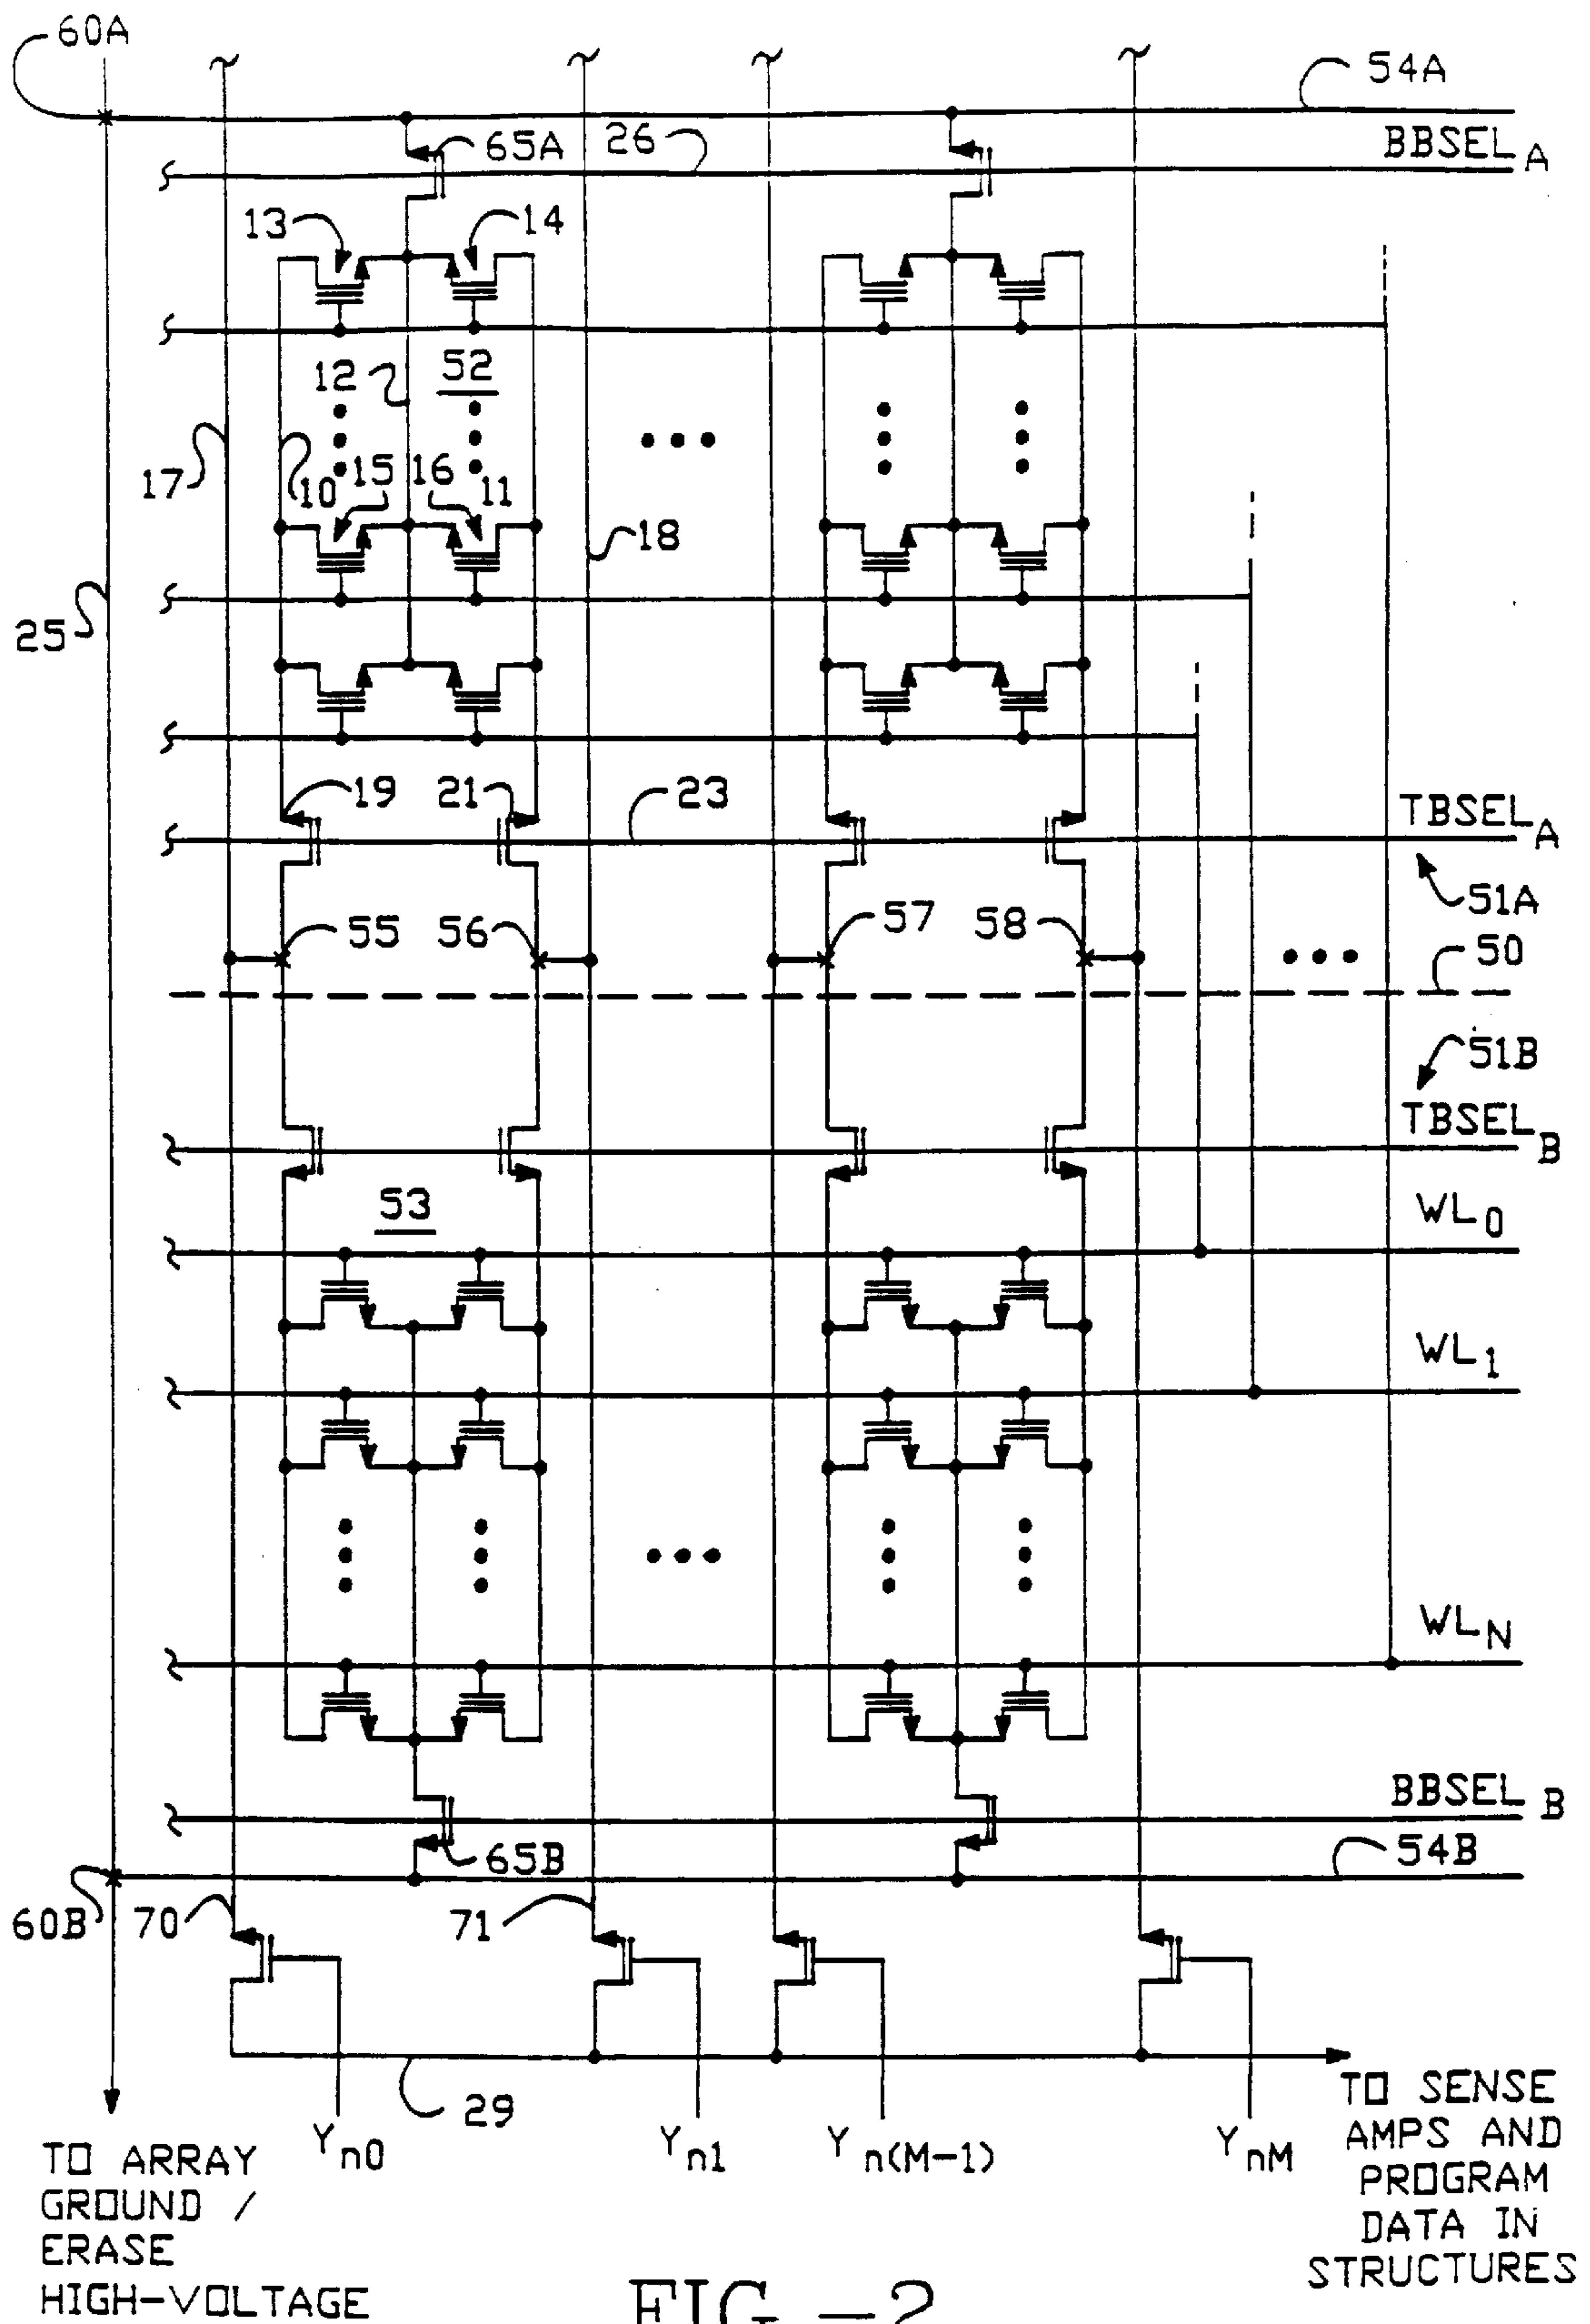 60A
54A
65A
26
BBSEL A
13
14
12
52
17
10
15
16
11
18
25
19
21
23
TBSEL A
51A
55
56
57
58
50
51B
TBSEL B
53
WL 0
WL 1
WL N
BBSEL B
65B
54B
60B
70
71
29
Y n0
Y n1
Y n(M-1)
Y nM
TO ARRAY
GROUND /
ERASE
HIGH-VOLTAGE
TO SENSE
AMPS AND
PROGRAM
DATA IN
STRUCTURES
FIG.-2